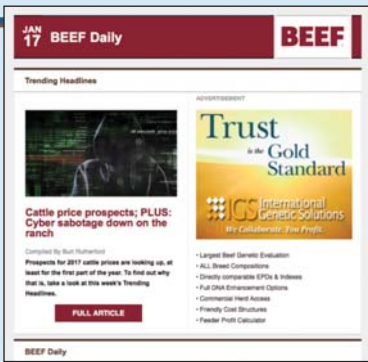 JAN
17
BEEF Daily
BEEF
Trending Headlines
Cattle price prospects; PLUS:
Cyber sabotage down on the
ranch
Compiled By Burt Rutherford
Prospects for 2017 cattle prices are looking up, at
least for the first part of the year. To find out why
that is, take a look at this week's Trending
Headlines.
FULL ARTICLE
ADVERTISEMENT
Trust
is the Gold
Standard
IGS International
Genetic Solutions
We Collaborate. You Profit.
• Largest Beef Genetic Evaluation
• ALL Breed Compositions
• Directly comparable EPDs & Indexes
• Full DNA Enhancement Options
• Commercial Herd Access
• Friendly Cost Structures
• Feeder Profit Calculator
BEEF Daily